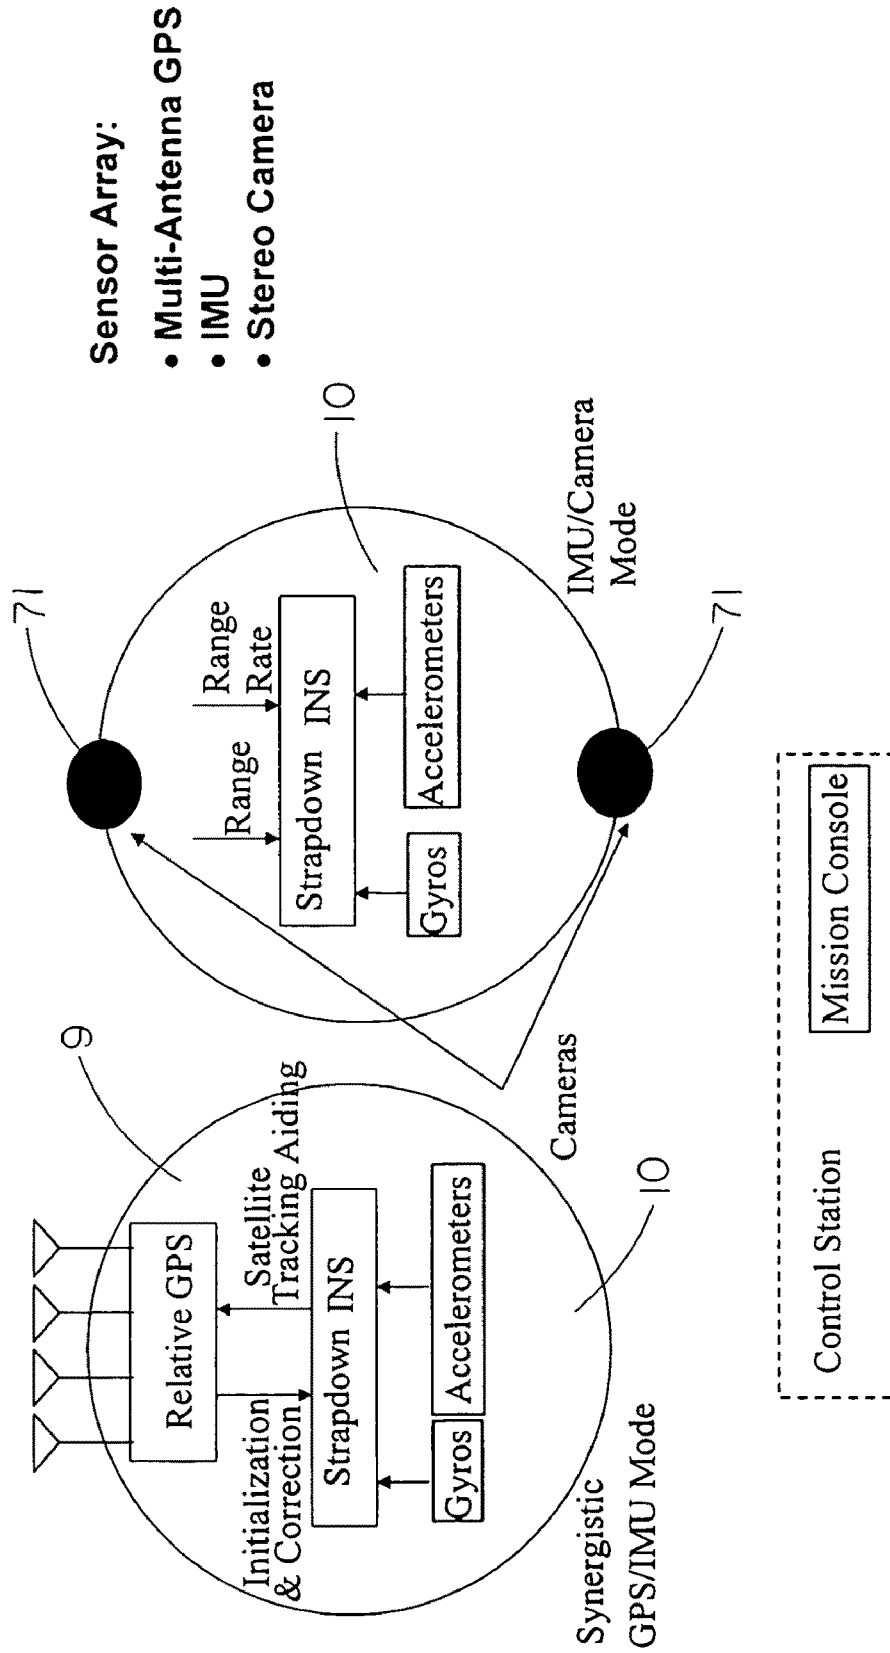 Sensor Array:
• Multi-Antenna GPS
• IMU
• Stereo Camera
9
Relative GPS
Initialization
& Correction
Satellite
Tracking Aiding
Strapdown INS
Gyros
Accelerometers
10
Synergistic
GPS/IMU Mode
Cameras
71
Range
Range
Rate
Strapdown INS
Gyros
Accelerometers
10
71
IMU/Camera
Mode
Control Station
Mission Console